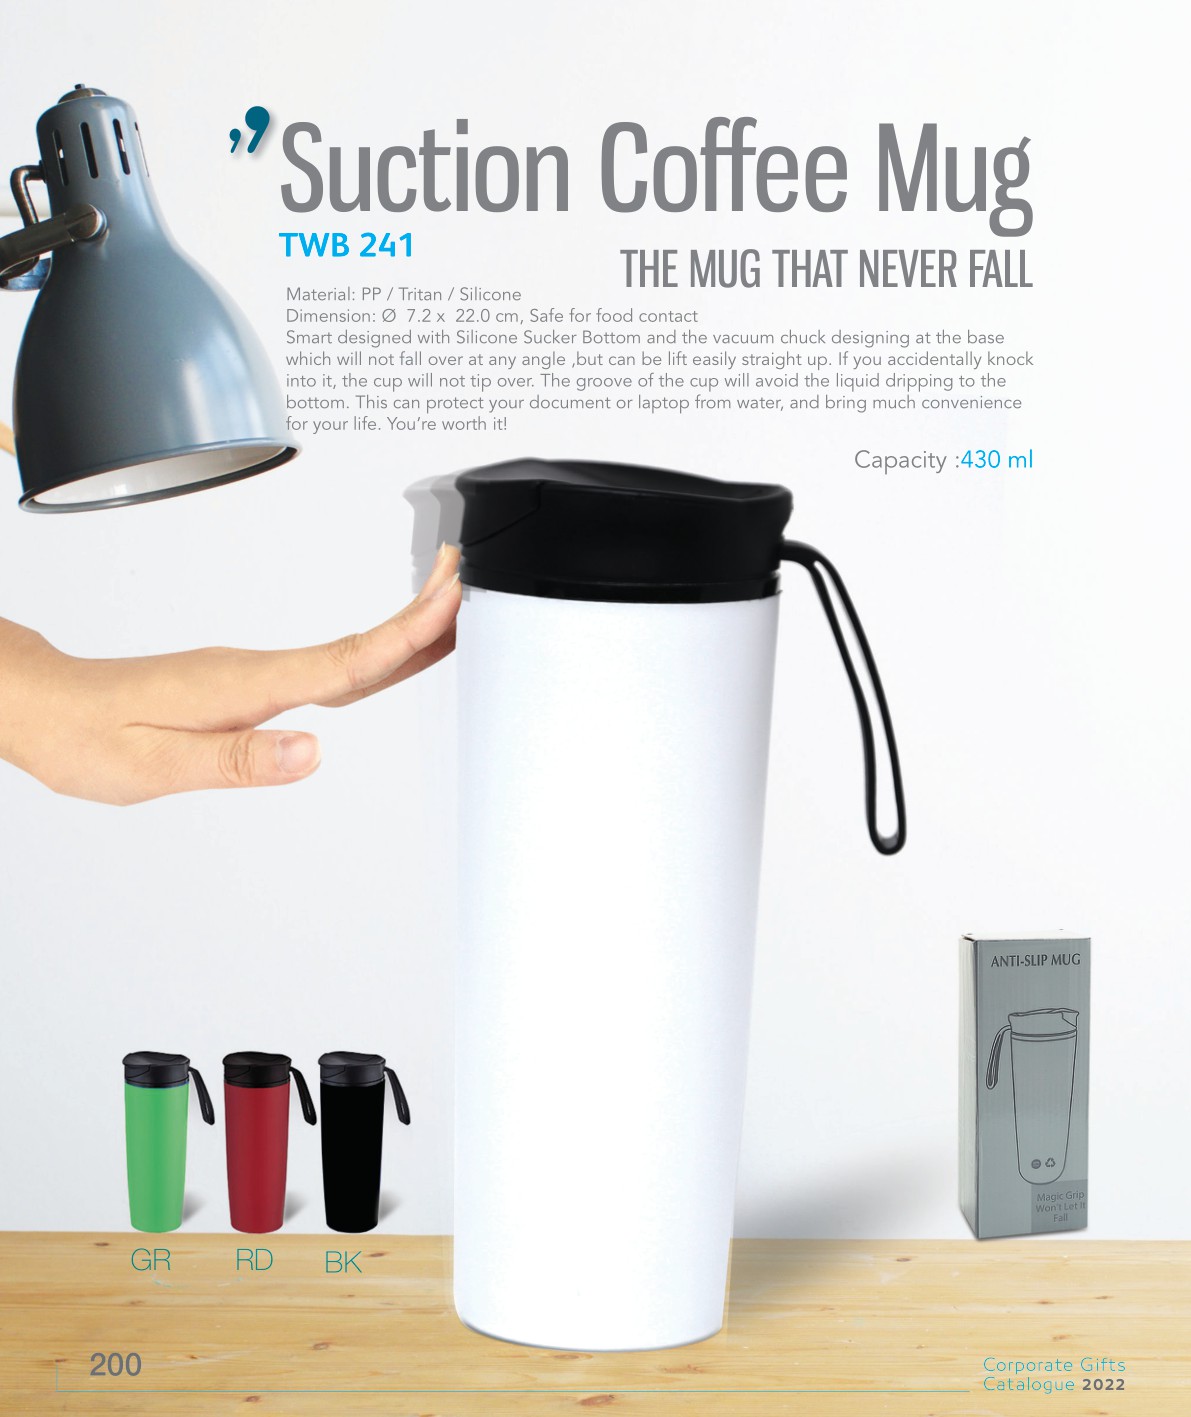 Suction Coffee Mug
TWB 241
THE MUG THAT NEVER FALL
Material: PP / Tritan / Silicone
Dimension: Ø 7.2 x 22.0 cm, Safe for food contact
Smart designed with Silicone Sucker Bottom and the vacuum chuck designing at the base
which will not fall over at any angle ,but can be lift easily straight up. If you accidentally knock
into it, the cup will not tip over. The groove of the cup will avoid the liquid dripping to the
bottom. This can protect your document or laptop from water, and bring much convenience
for your life. You're worth it!
Capacity :430 ml
ANTI-SLIP MUG
Magic Grip
Won't Let It
Fall
GR RD BK
200
Corporate Gifts
Catalogue 2022